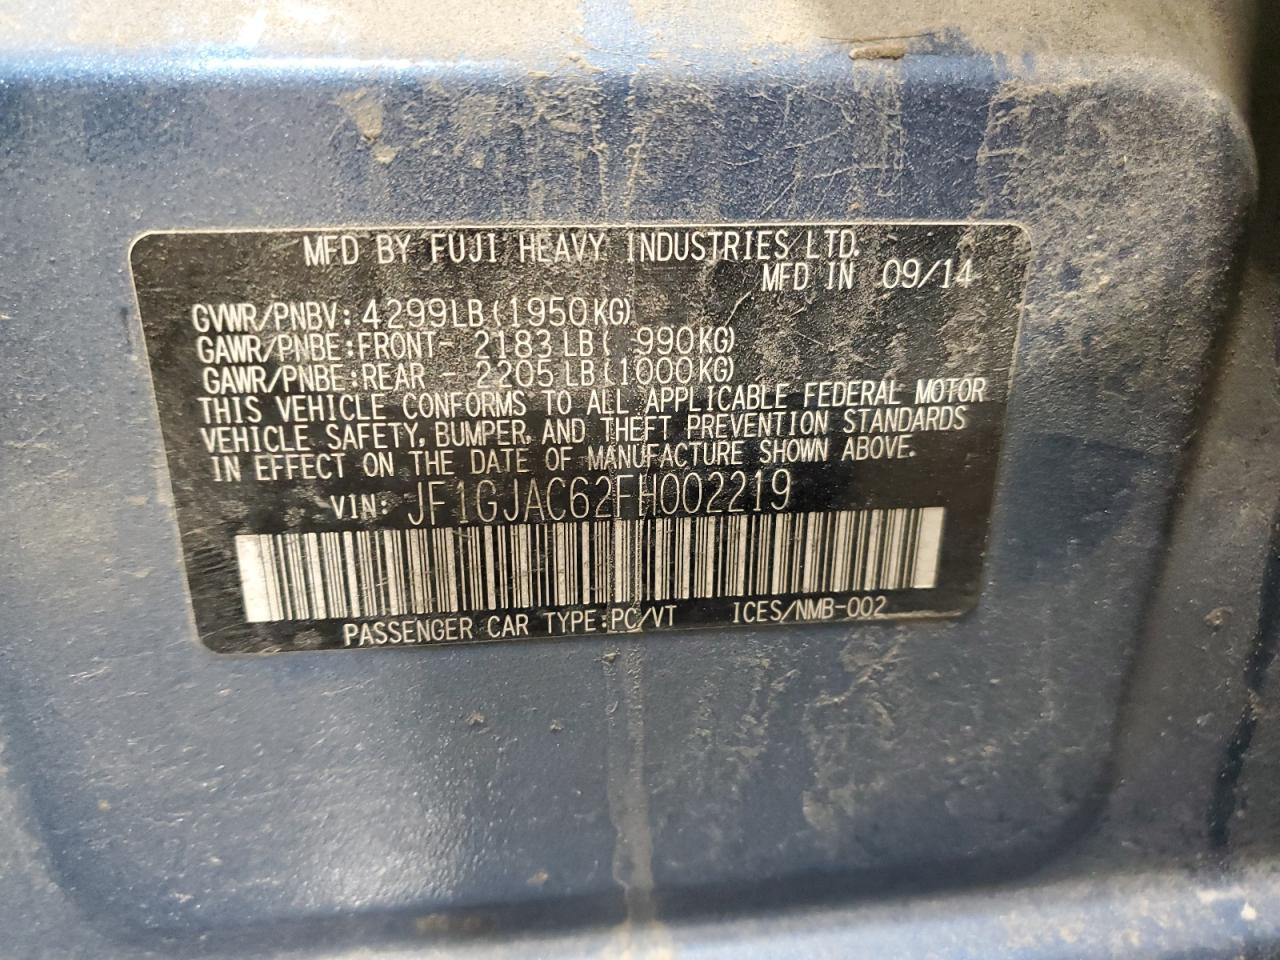 MFD BY FUJI HEAVY INDUSTRIES LTD.
MFD IN 09/14
GVWR/PNBV: 4299LB(1950KG)
GAWR/PNBE:FRONT- 2183LB( 990KG)
GAWR/PNBE:REAR - 2205LB(1000KG)
THIS VEHICLE CONFORMS TO ALL APPLICABLE FEDERAL MOTOR
VEHICLE SAFETY, BUMPER, AND THEFT PREVENTION STANDARDS
IN EFFECT ON THE DATE OF MANUFACTURE SHOWN ABOVE.
VIN: JF1GJAC62FH002219
PASSENGER CAR TYPE:PC/VT ICES/NMB-002